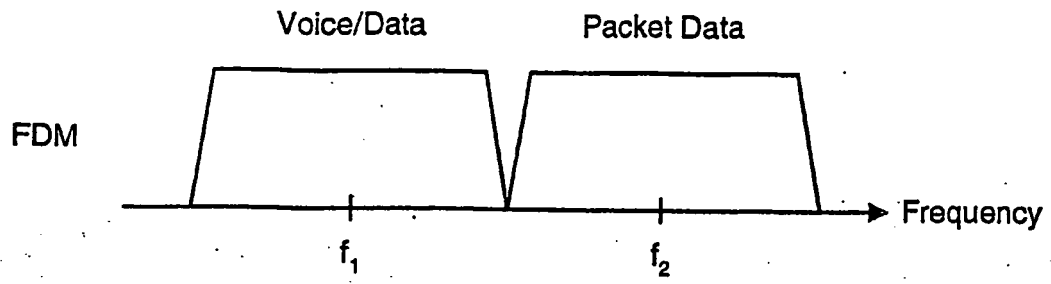 Voice/Data
Packet Data
FDM
Frequency
f₁
f₂